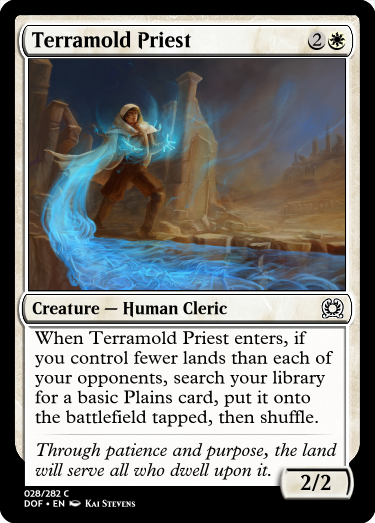 Terramold Priest 2
Creature — Human Cleric
When Terramold Priest enters, if
you control fewer lands than each of
your opponents, search your library
for a basic Plains card, put it onto
the battlefield tapped, then shuffle.
Through patience and purpose, the land
will serve all who dwell upon it.
2/2
028/282 C
DOF • EN Kai Stevens